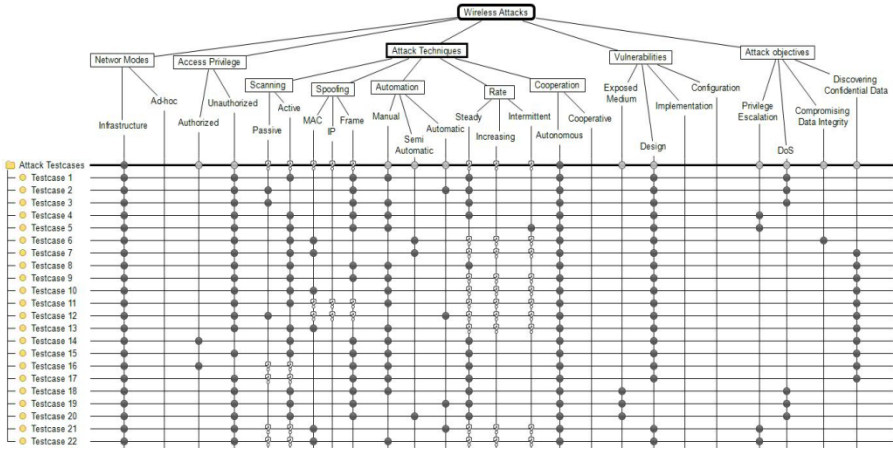 Wireless Attacks
Networ Modes
Access Privilege
Attack Techniques
Vulnerabilities
Attack objectives
Scanning
Spoofing
Automation
Rate
Cooperation
Infrastructure
Ad-hoc
Authorized
Unauthorized
Passive
Active
MAC
IP
Frame
Manual
Semi
Automatic
Automatic
Steady
Increasing
Intermittent
Autonomous
Cooperative
Exposed
Medium
Design
Implementation
Configuration
Privilege
Escalation
DoS
Compromising
Data Integrity
Discovering
Confidential Data
Attack Testcases
Testcase 1
Testcase 2
Testcase 3
Testcase 4
Testcase 5
Testcase 6
Testcase 7
Testcase 8
Testcase 9
Testcase 10
Testcase 11
Testcase 12
Testcase 13
Testcase 14
Testcase 15
Testcase 16
Testcase 17
Testcase 18
Testcase 19
Testcase 20
Testcase 21
Testcase 22